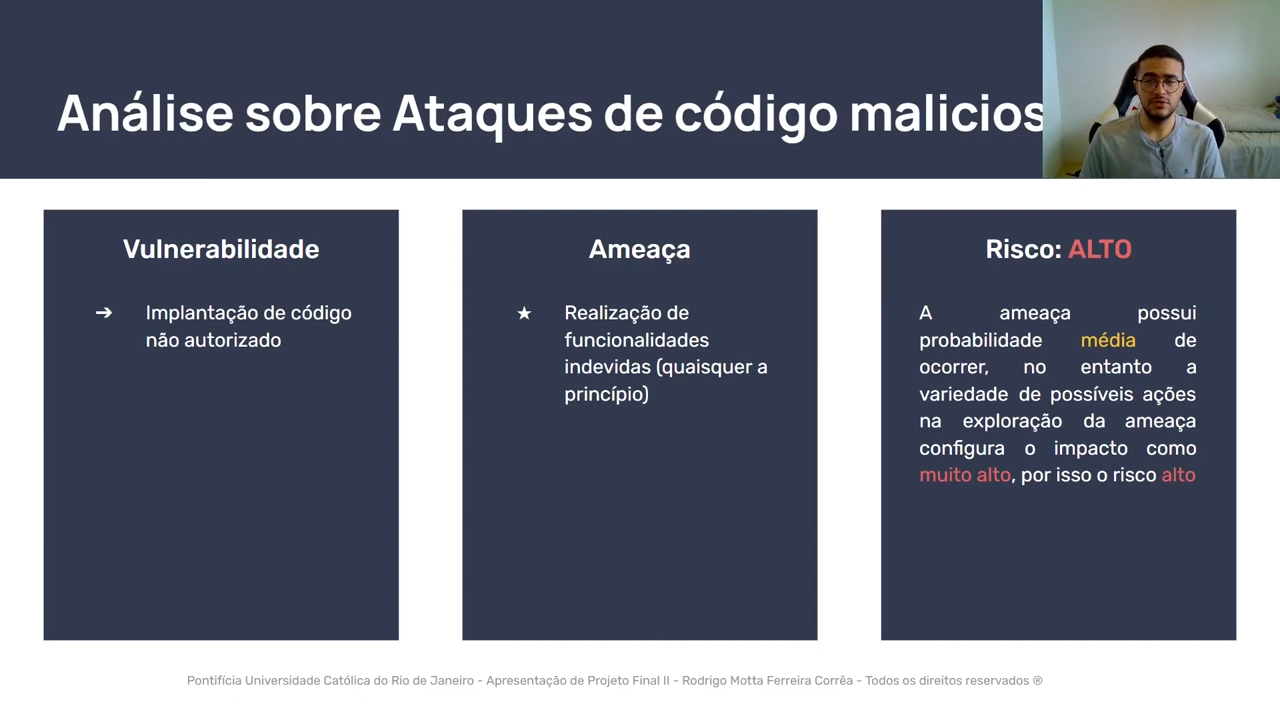 Análise sobre Ataques de código malicios
Vulnerabilidade
➔ Implantação de código
não autorizado
Ameaça
★ Realização de
funcionalidades
indevidas (quaisquer a
princípio)
Risco: ALTO
A ameaça possui
probabilidade média de
ocorrer, no entanto a
variedade de possíveis ações
na exploração da ameaça
configura o impacto como
muito alto, por isso o risco alto
Pontifícia Universidade Católica do Rio de Janeiro - Apresentação de Projeto Final II - Rodrigo Motta Ferreira Corrêa - Todos os direitos reservados ®